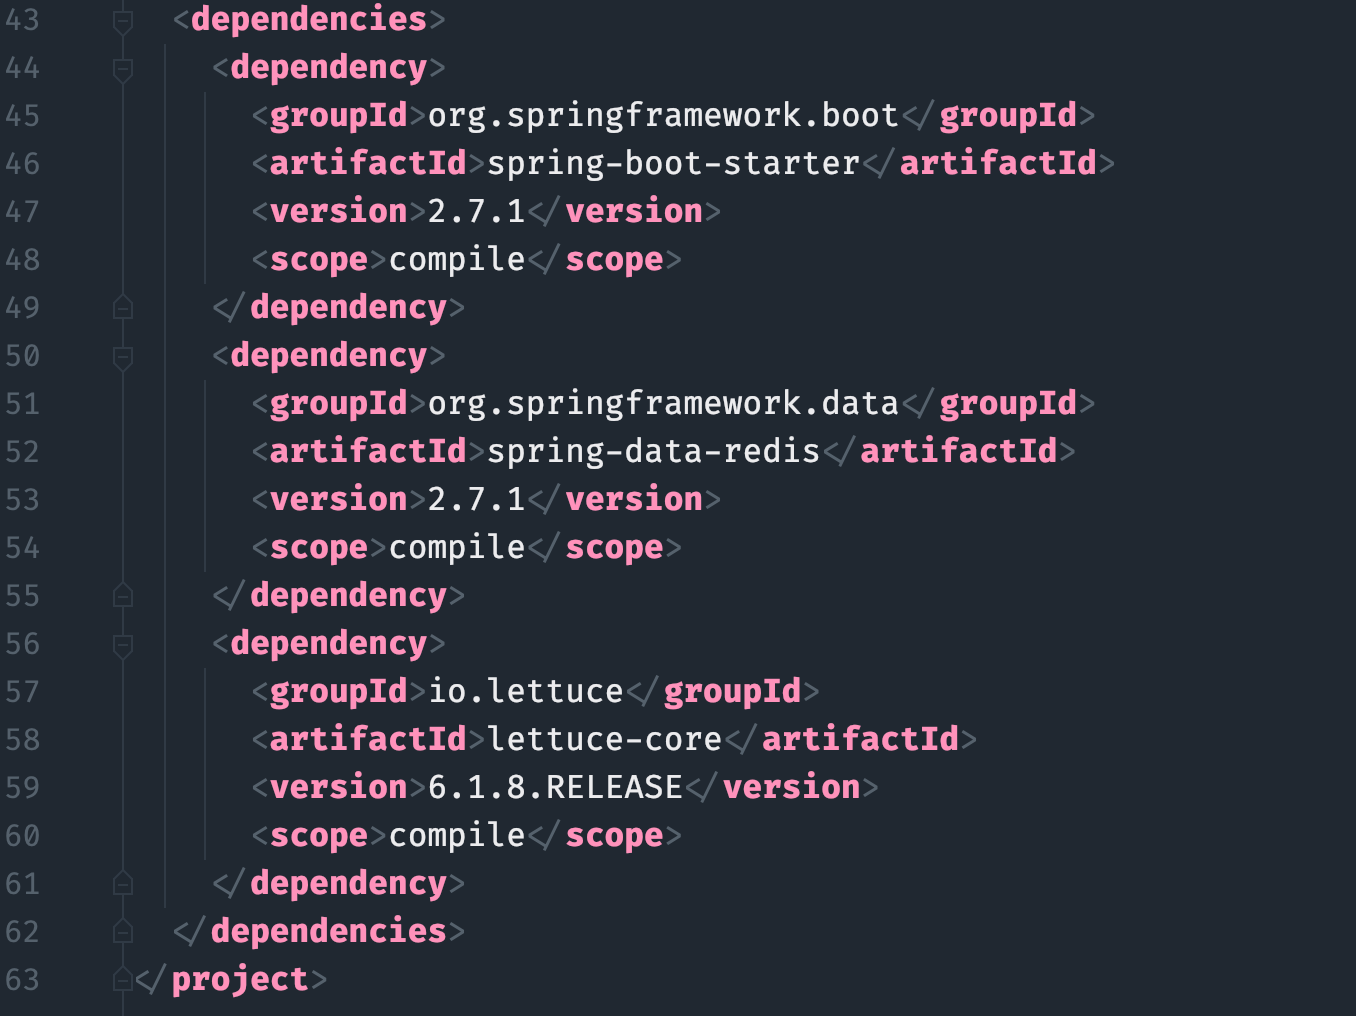 43 <dependencies>
44 <dependency>
45 <groupId>org.springframework.boot</groupId>
46 <artifactId>spring-boot-starter</artifactId>
47 <version>2.7.1</version>
48 <scope>compile</scope>
49 </dependency>
50 <dependency>
51 <groupId>org.springframework.data</groupId>
52 <artifactId>spring-data-redis</artifactId>
53 <version>2.7.1</version>
54 <scope>compile</scope>
55 </dependency>
56 <dependency>
57 <groupId>io.lettuce</groupId>
58 <artifactId>lettuce-core</artifactId>
59 <version>6.1.8.RELEASE</version>
60 <scope>compile</scope>
61 </dependency>
62 </dependencies>
63 </project>